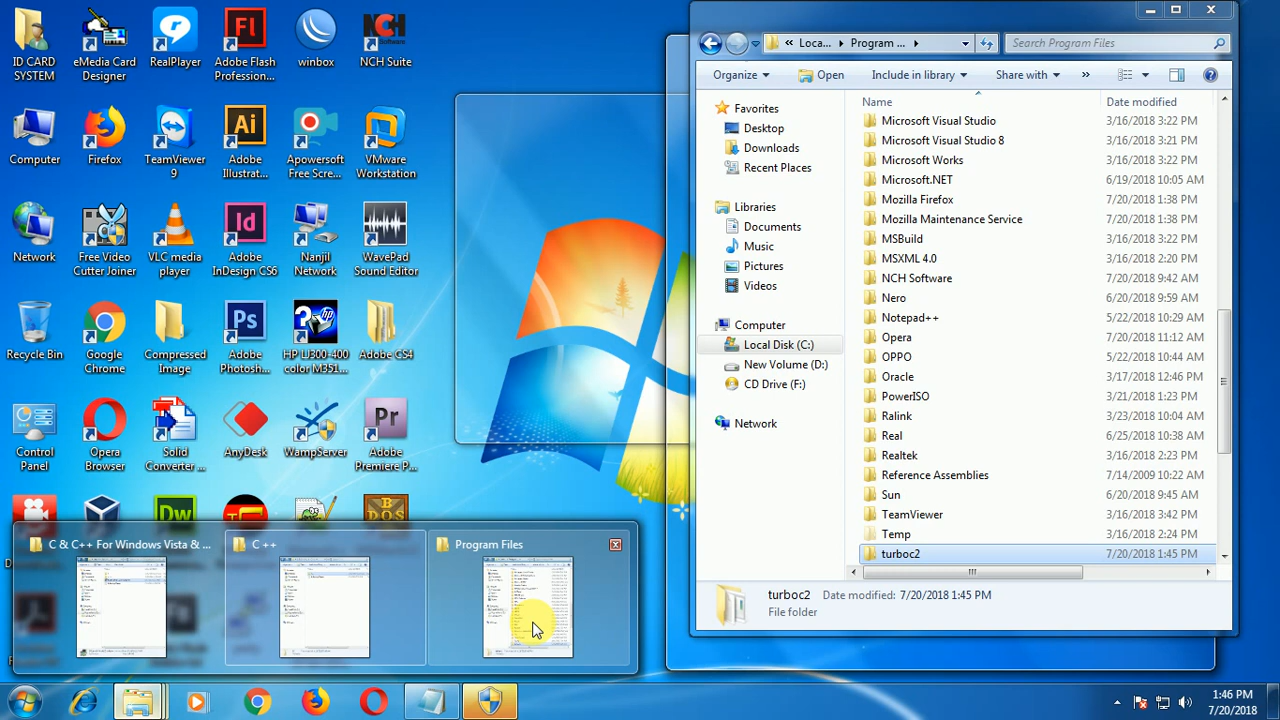 ID CARD
SYSTEM
eMedia Card
Designer
RealPlayer
Adobe Flash
Profession...
winbox
NCH Suite
Computer
Firefox
TeamViewer
9
Adobe
Illustrat...
Apowersoft
Free Scre...
VMware
Workstation
Network
Free Video
Cutter Joiner
VLC media
player
Adobe
InDesign CS6
Nanjil
Network
WavePad
Sound Editor
Recycle Bin
Google
Chrome
Compressed
Image
Adobe
Photosh...
HP LJ300-400
color M351...
Adobe CS4
Control
Panel
Opera
Browser
Solid
Converter ...
AnyDesk
WampServer
Adobe
Premiere P...
C & C++ For Windows Vista & ...
C ++
Program Files
« Loca... Program ...
Search Program Files
Organize
Open
Include in library
Share with
»
Favorites
Desktop
Downloads
Recent Places
Libraries
Documents
Music
Pictures
Videos
Computer
Local Disk (C:)
New Volume (D:)
CD Drive (F:)
Network
Name Date modified
Microsoft Visual Studio 3/16/2018 3:22 PM
Microsoft Visual Studio 8 3/16/2018 3:21 PM
Microsoft Works 3/16/2018 3:22 PM
Microsoft.NET 6/19/2018 10:05 AM
Mozilla Firefox 7/20/2018 1:38 PM
Mozilla Maintenance Service 7/20/2018 1:38 PM
MSBuild 3/16/2018 3:22 PM
MSXML 4.0 3/16/2018 2:20 PM
NCH Software 7/20/2018 9:42 AM
Nero 6/20/2018 9:59 AM
Notepad++ 5/22/2018 10:29 AM
Opera 7/20/2018 11:12 AM
OPPO 5/22/2018 10:44 AM
Oracle 3/17/2018 12:46 PM
PowerISO 3/21/2018 1:23 PM
Ralink 3/23/2018 10:04 AM
Real 6/25/2018 10:38 AM
Realtek 3/16/2018 2:23 PM
Reference Assemblies 7/14/2009 10:22 AM
Sun 6/20/2018 9:45 AM
TeamViewer 3/16/2018 3:42 PM
Temp 3/16/2018 2:24 PM
turboc2 7/20/2018 1:45 PM
turboc2 Date modified: 7/20/2018 1:45 PM
File folder
1:46 PM
7/20/2018